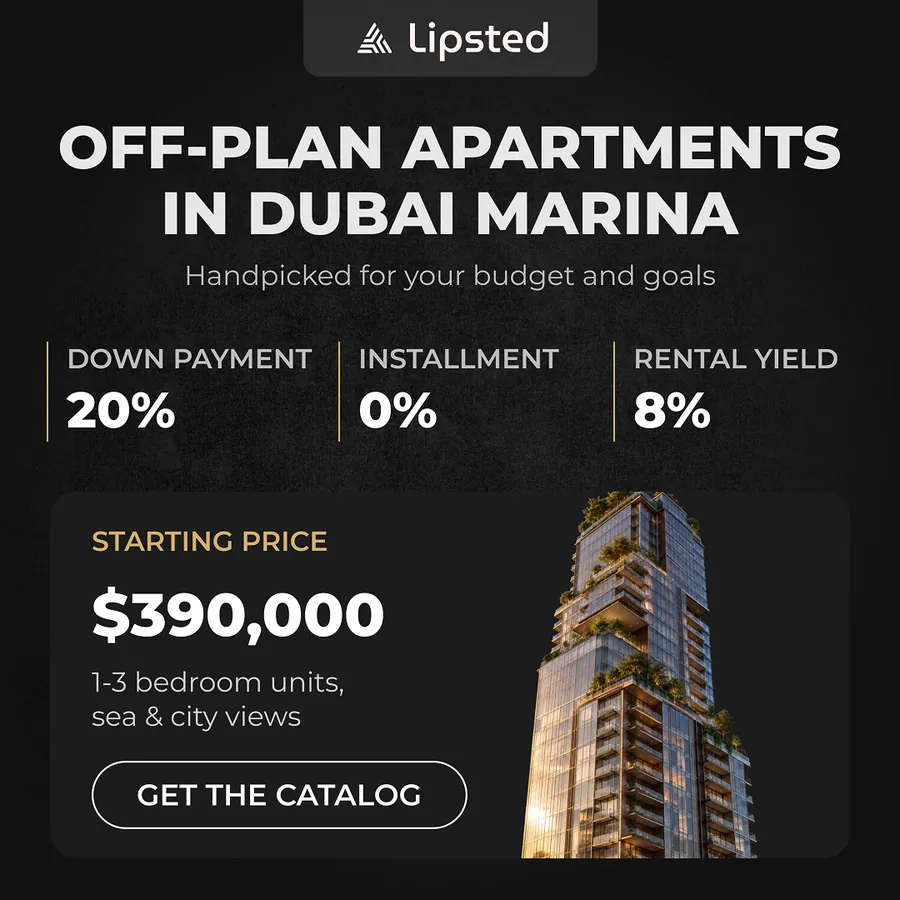 Lipsted
OFF-PLAN APARTMENTS
IN DUBAI MARINA
Handpicked for your budget and goals
DOWN PAYMENT
20%
INSTALLMENT
0%
RENTAL YIELD
8%
STARTING PRICE
$390,000
1-3 bedroom units,
sea & city views
GET THE CATALOG